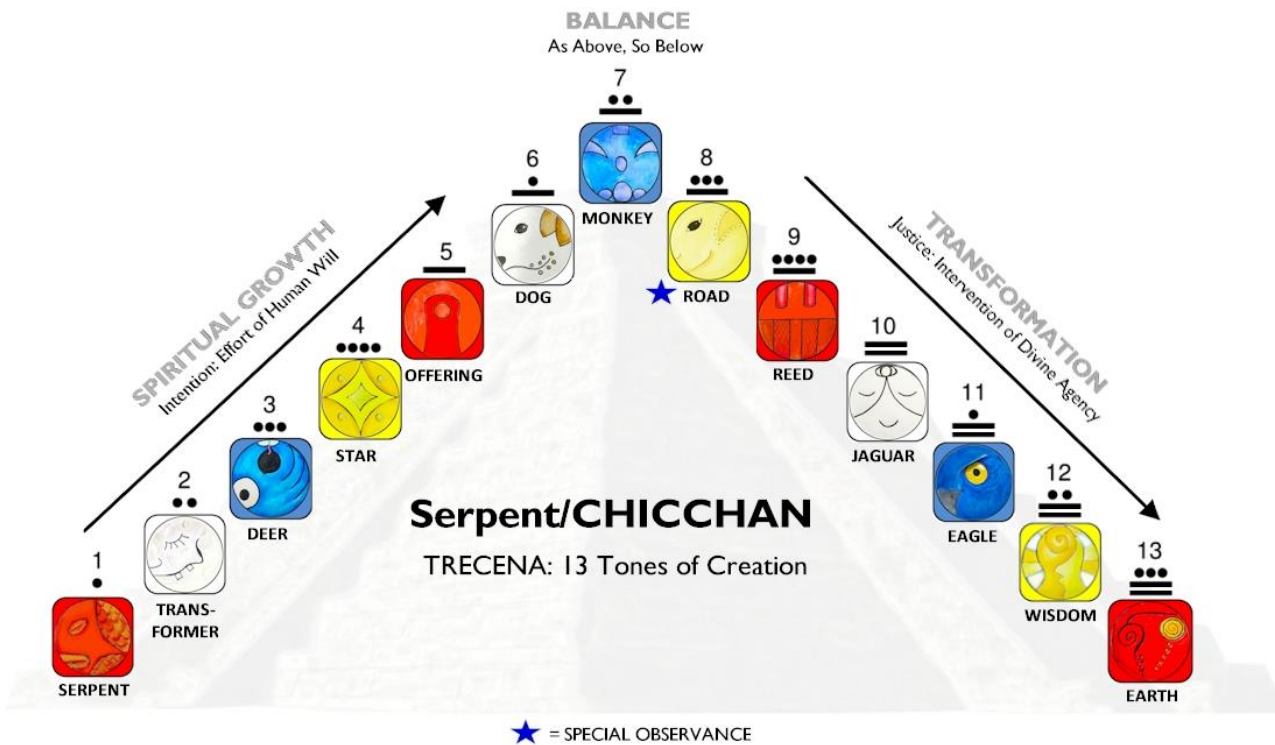 BALANCE
As Above, So Below
7
MONKEY
6
DOG
8
ROAD
5
OFFERING
9
REED
4
STAR
10
JAGUAR
3
DEER
11
EAGLE
2
TRANS-
FORMER
12
WISDOM
1
SERPENT
13
EARTH
SPIRITUAL GROWTH
Intention: Effort of Human Will
TRANSFORMATION
Justice: Intervention of Divine Agency
Serpent/CHICCHAN
TRECENA: 13 Tones of Creation
= SPECIAL OBSERVANCE